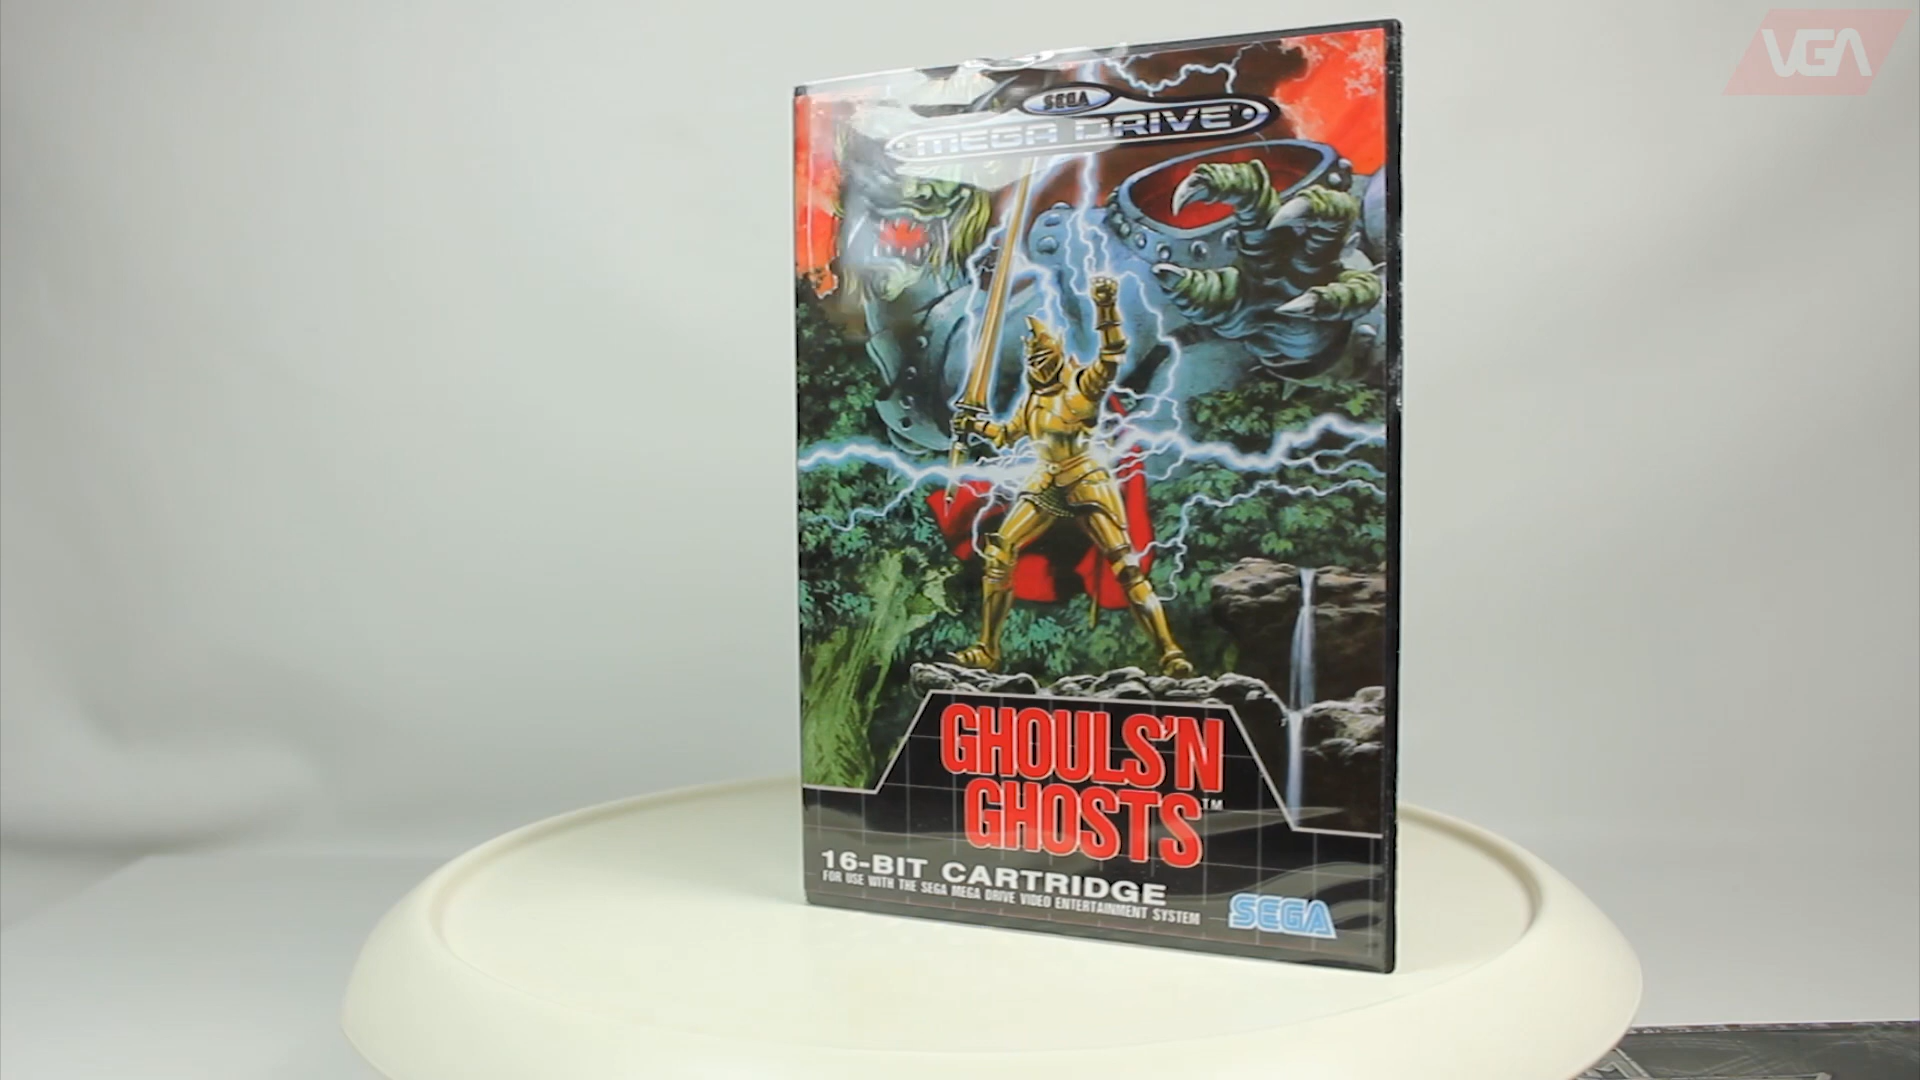 VGA
SEGA
MEGA DRIVE
GHOULS'N
GHOSTS™
16-BIT CARTRIDGE
FOR USE WITH THE SEGA MEGA DRIVE VIDEO ENTERTAINMENT SYSTEM
SEGA